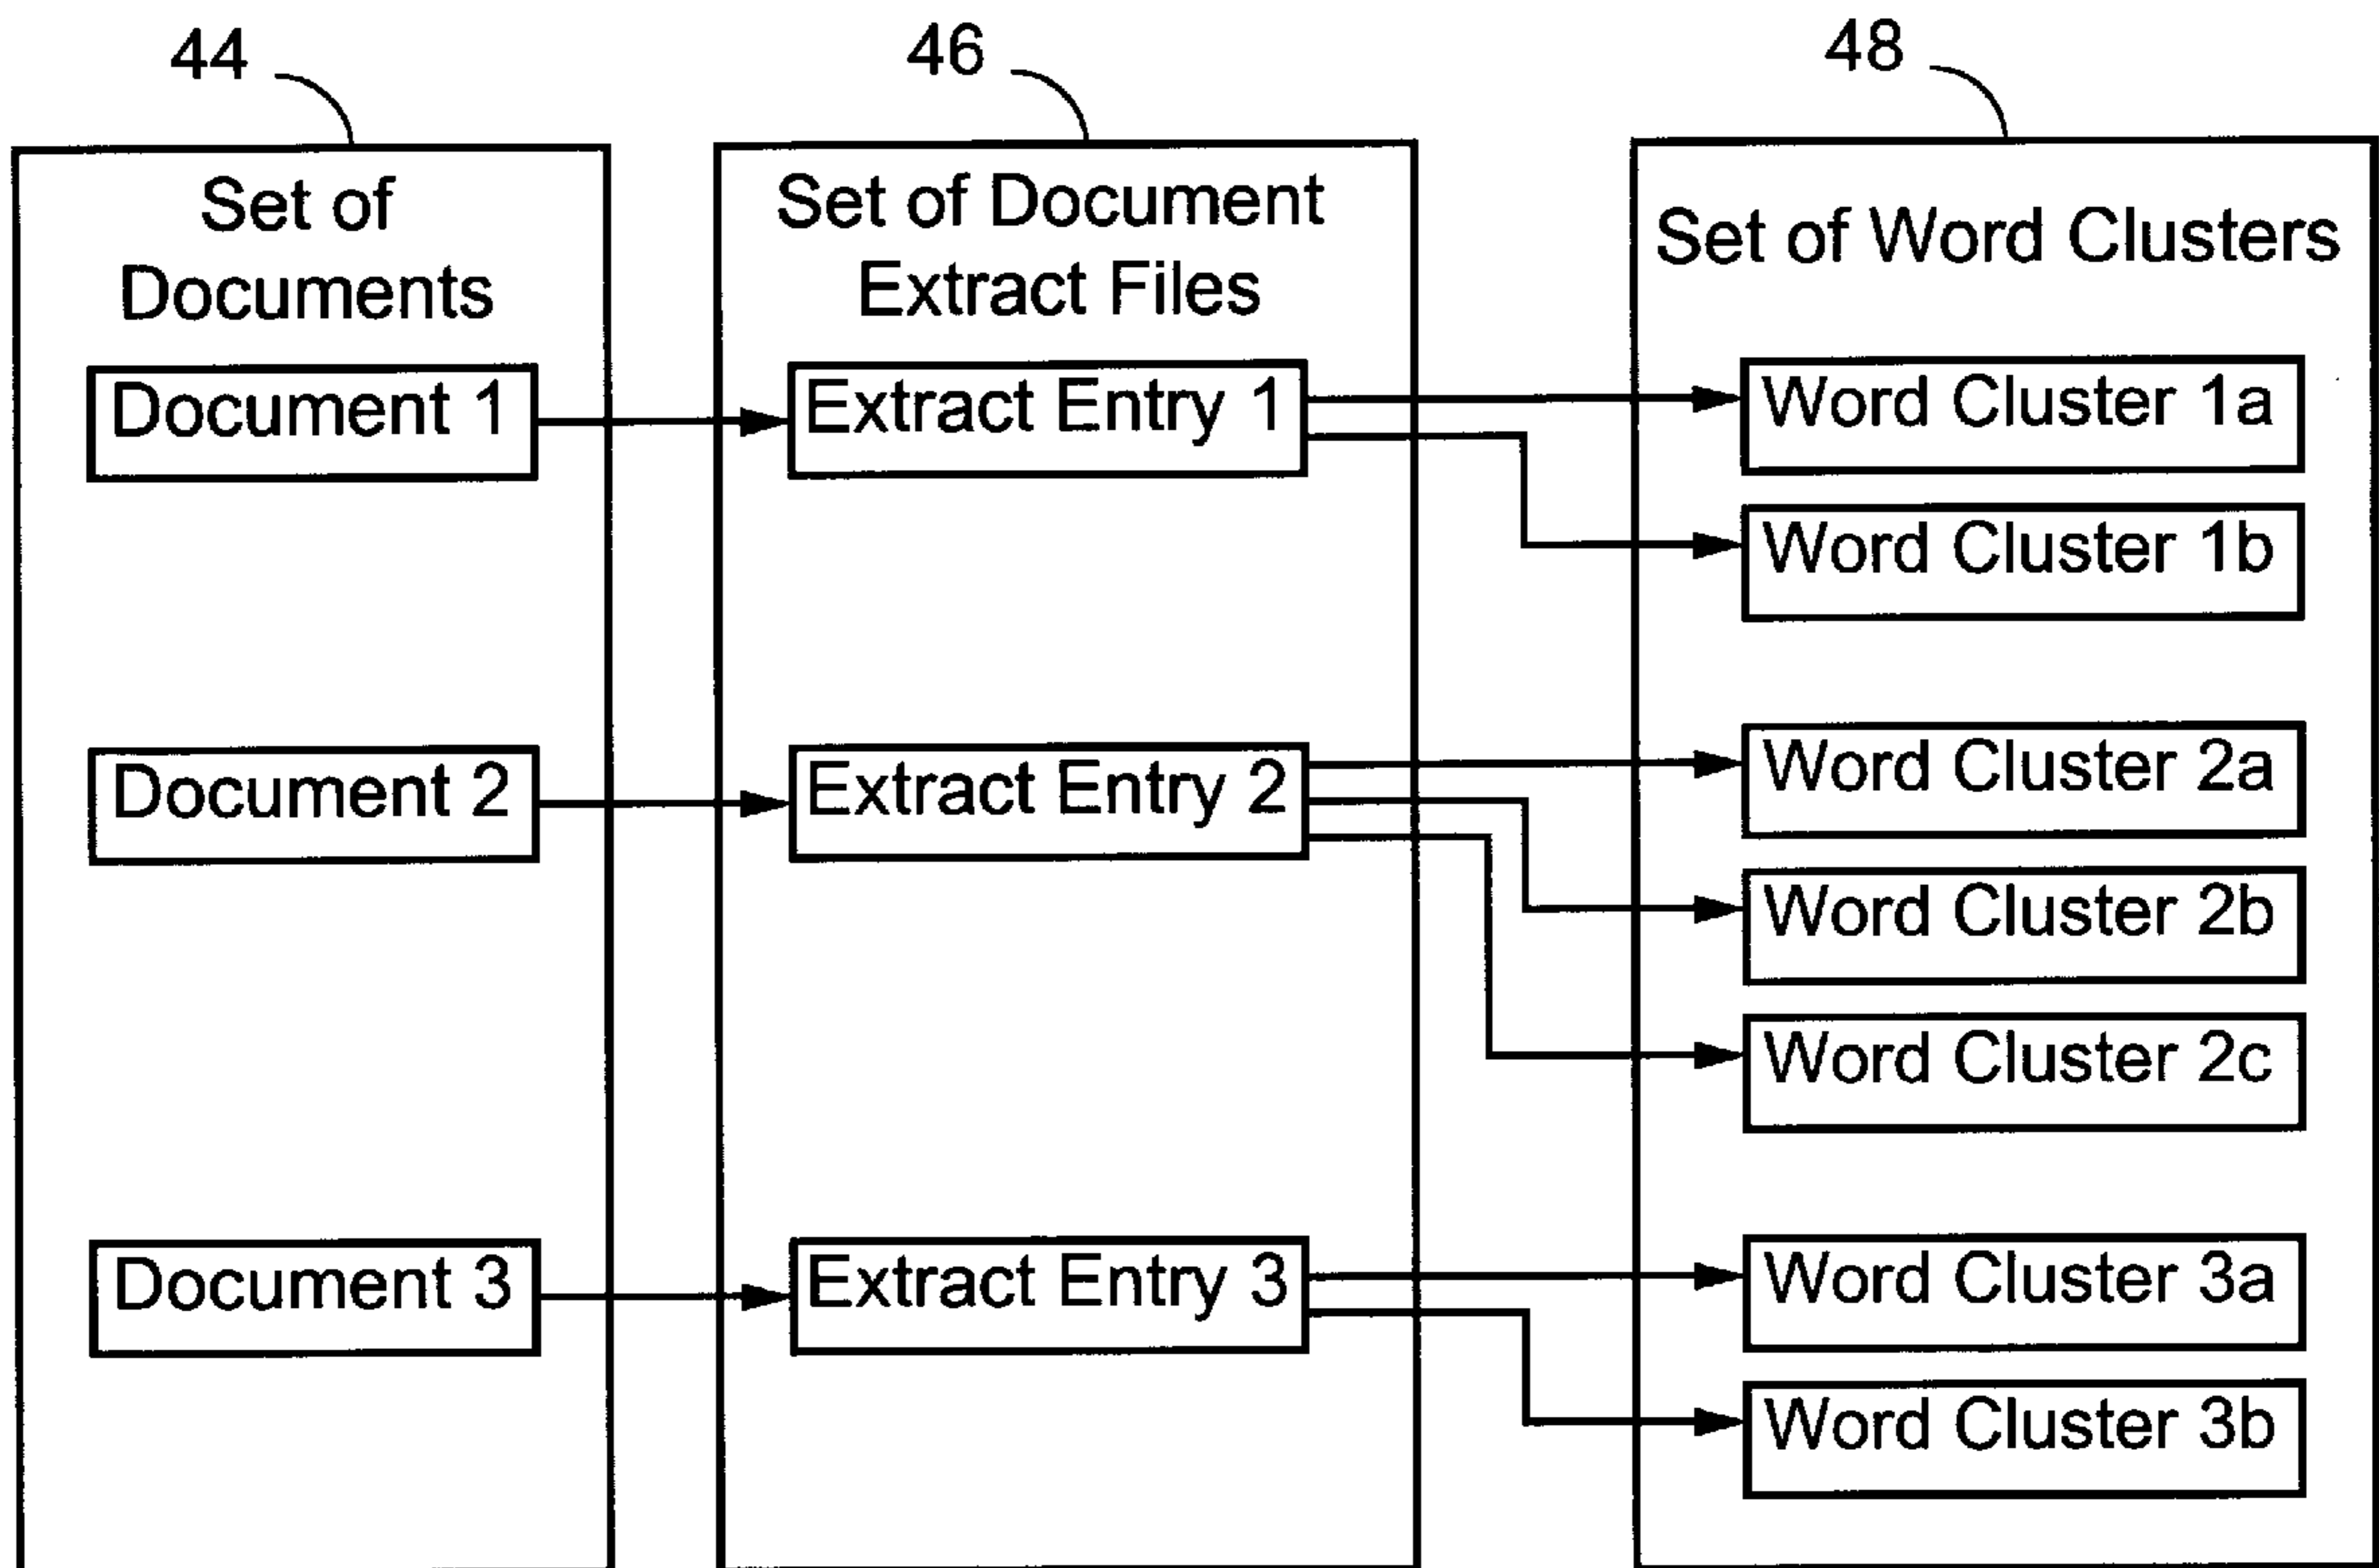 44
46
48
Set of
Documents
Set of Document
Extract Files
Set of Word Clusters
Document 1
Extract Entry 1
Word Cluster 1a
Word Cluster 1b
Document 2
Extract Entry 2
Word Cluster 2a
Word Cluster 2b
Word Cluster 2c
Document 3
Extract Entry 3
Word Cluster 3a
Word Cluster 3b